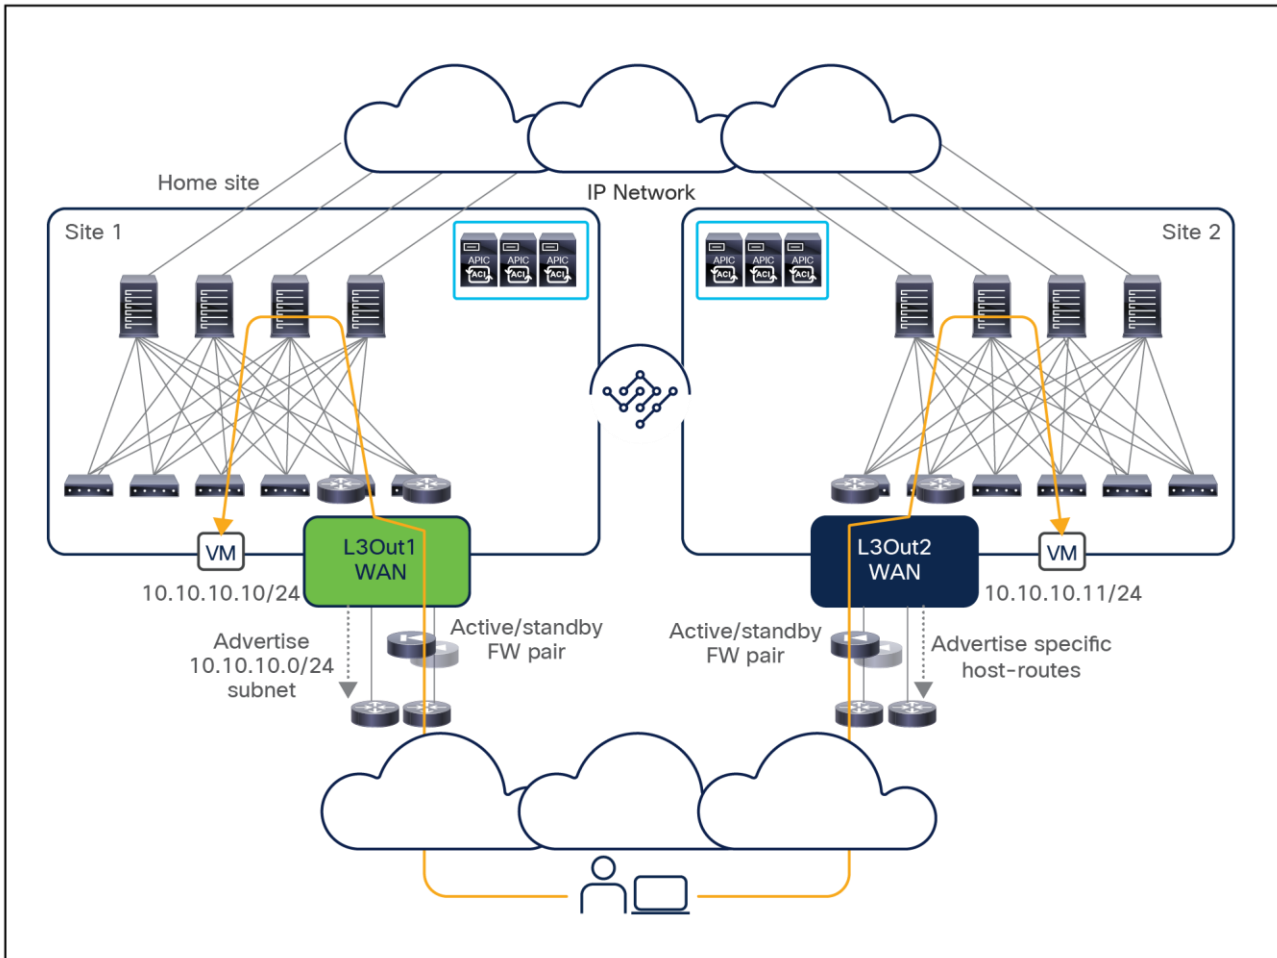 Home site
IP Network
Site 1
APIC APIC APIC
ACI ACI ACI
APIC APIC APIC
ACI ACI ACI
Site 2
VM
L3Out1
WAN
L3Out2
WAN
VM
10.10.10.10/24
10.10.10.11/24
Advertise
10.10.10.0/24
subnet
Active/standby
FW pair
Active/standby
FW pair
Advertise specific
host-routes